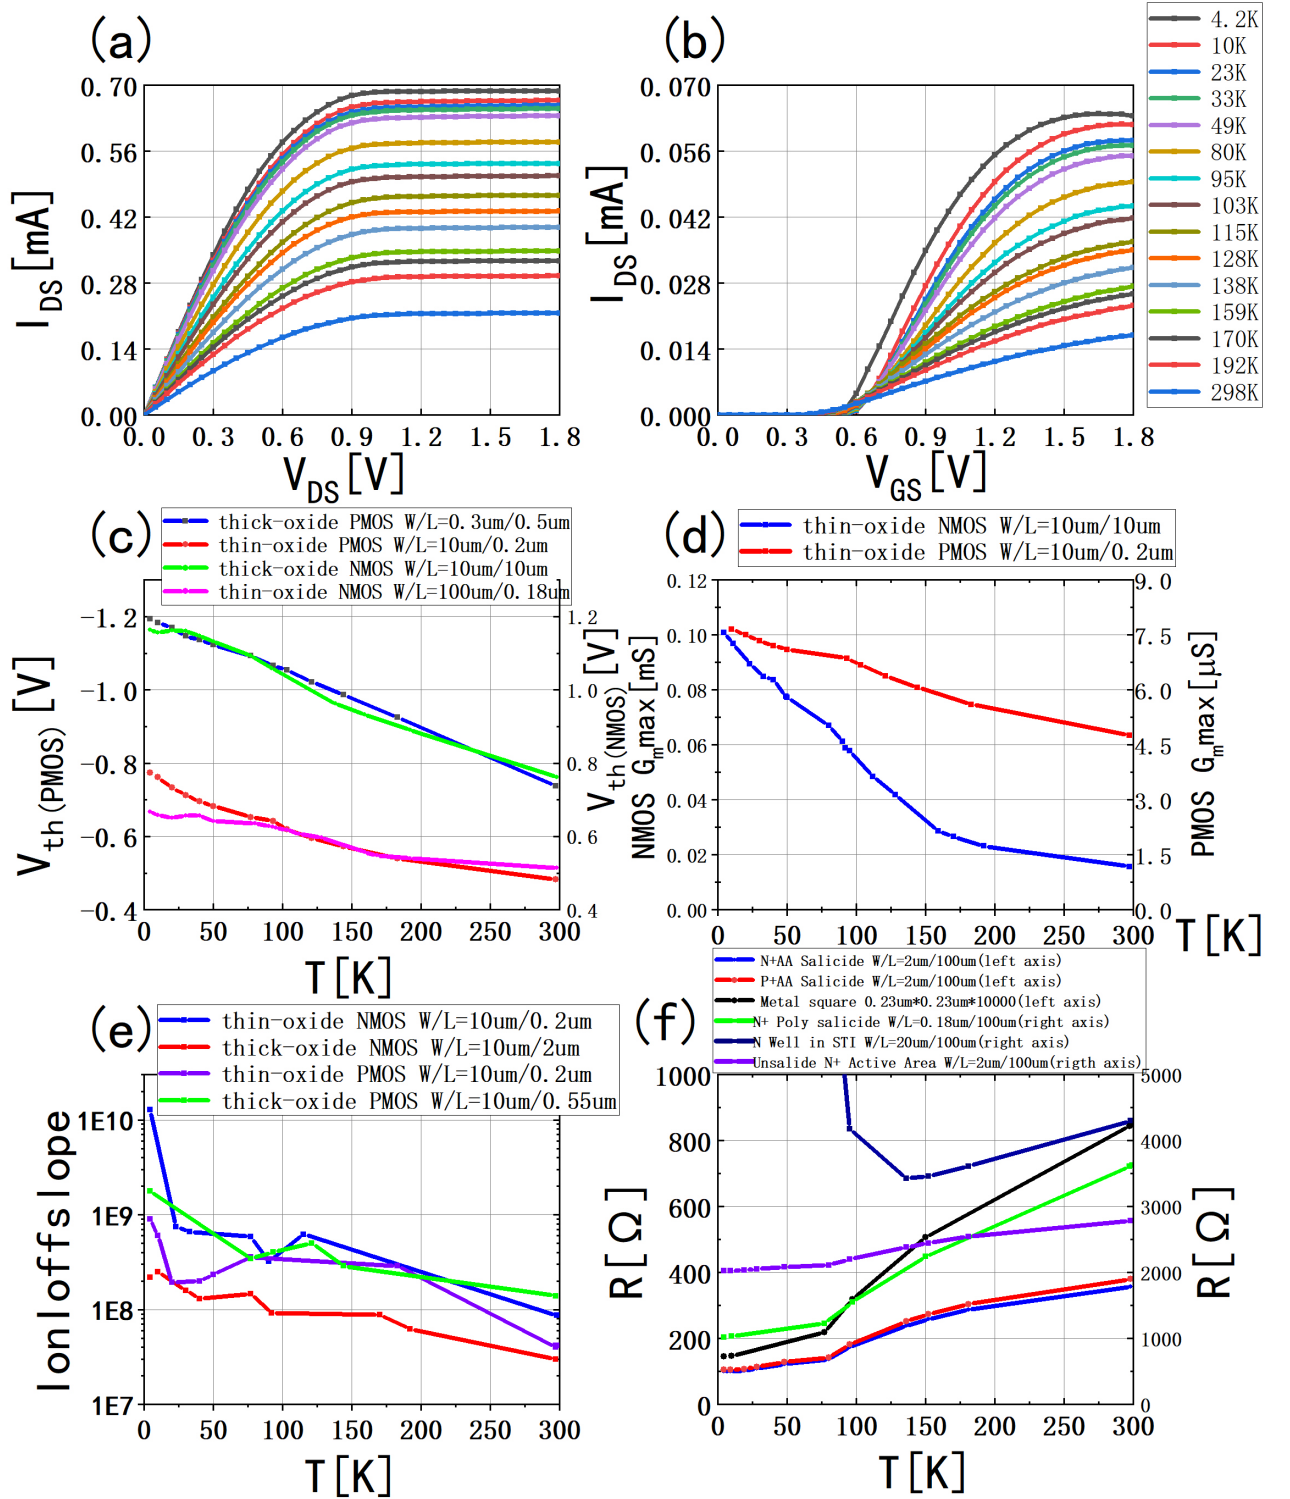 (a)
0.70
0.56
0.42
0.28
0.14
0.00
0.0 0.3 0.6 0.9 1.2 1.5 1.8
IDS[mA]
VDS[V]
(b)
0.070
0.056
0.042
0.028
0.014
0.000
0.0 0.3 0.6 0.9 1.2 1.5 1.8
IDS[mA]
VGS[V]
4.2K
10K
23K
33K
49K
80K
95K
103K
115K
128K
138K
159K
170K
192K
298K
(c)
thick-oxide PMOS W/L=0.3um/0.5um
thin-oxide PMOS W/L=10um/0.2um
thick-oxide NMOS W/L=10um/10um
thin-oxide NMOS W/L=100um/0.18um
-1.2
-1.0
-0.8
-0.6
-0.4
1.2
1.0
0.8
0.6
0.4
0 50 100 150 200 250 300
Vth(PMOS) [V]
Vth(NMOS) [V]
T[K]
(d)
thin-oxide NMOS W/L=10um/10um
thin-oxide PMOS W/L=10um/0.2um
0.12
0.10
0.08
0.06
0.04
0.02
0.00
9.0
7.5
6.0
4.5
3.0
1.5
0.0
0 50 100 150 200 250 300
NMOS Gmmax[mS]
PMOS Gmmax[μS]
T[K]
(e)
thin-oxide NMOS W/L=10um/0.2um
thick-oxide NMOS W/L=10um/2um
thin-oxide PMOS W/L=10um/0.2um
thick-oxide PMOS W/L=10um/0.55um
1E10
1E9
1E8
1E7
0 50 100 150 200 250 300
Ionloffslope
T[K]
(f)
N+AA Salicide W/L=2um/100um(left axis)
P+AA Salicide W/L=2um/100um(left axis)
Metal square 0.23um*0.23um*10000(left axis)
N+ Poly salicide W/L=0.18um/100um(right axis)
N Well in STI W/L=20um/100um(right axis)
Unsalide N+ Active Area W/L=2um/100um(rigth axis)
1000
800
600
400
200
0
5000
4000
3000
2000
1000
0
0 50 100 150 200 250 300
R[Ω]
R[Ω]
T[K]